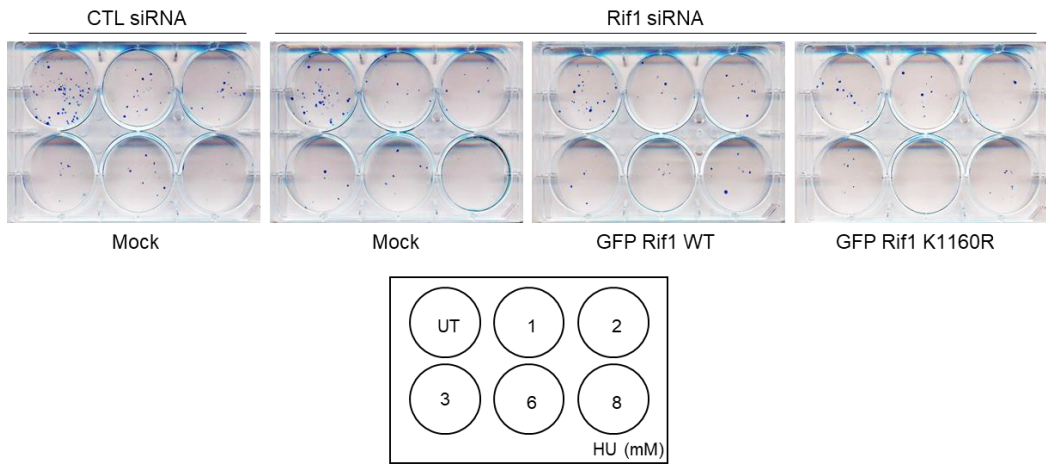 CTL siRNA
Rif1 siRNA
Mock
Mock
GFP Rif1 WT
GFP Rif1 K1160R
UT
1
2
3
6
8
HU (mM)